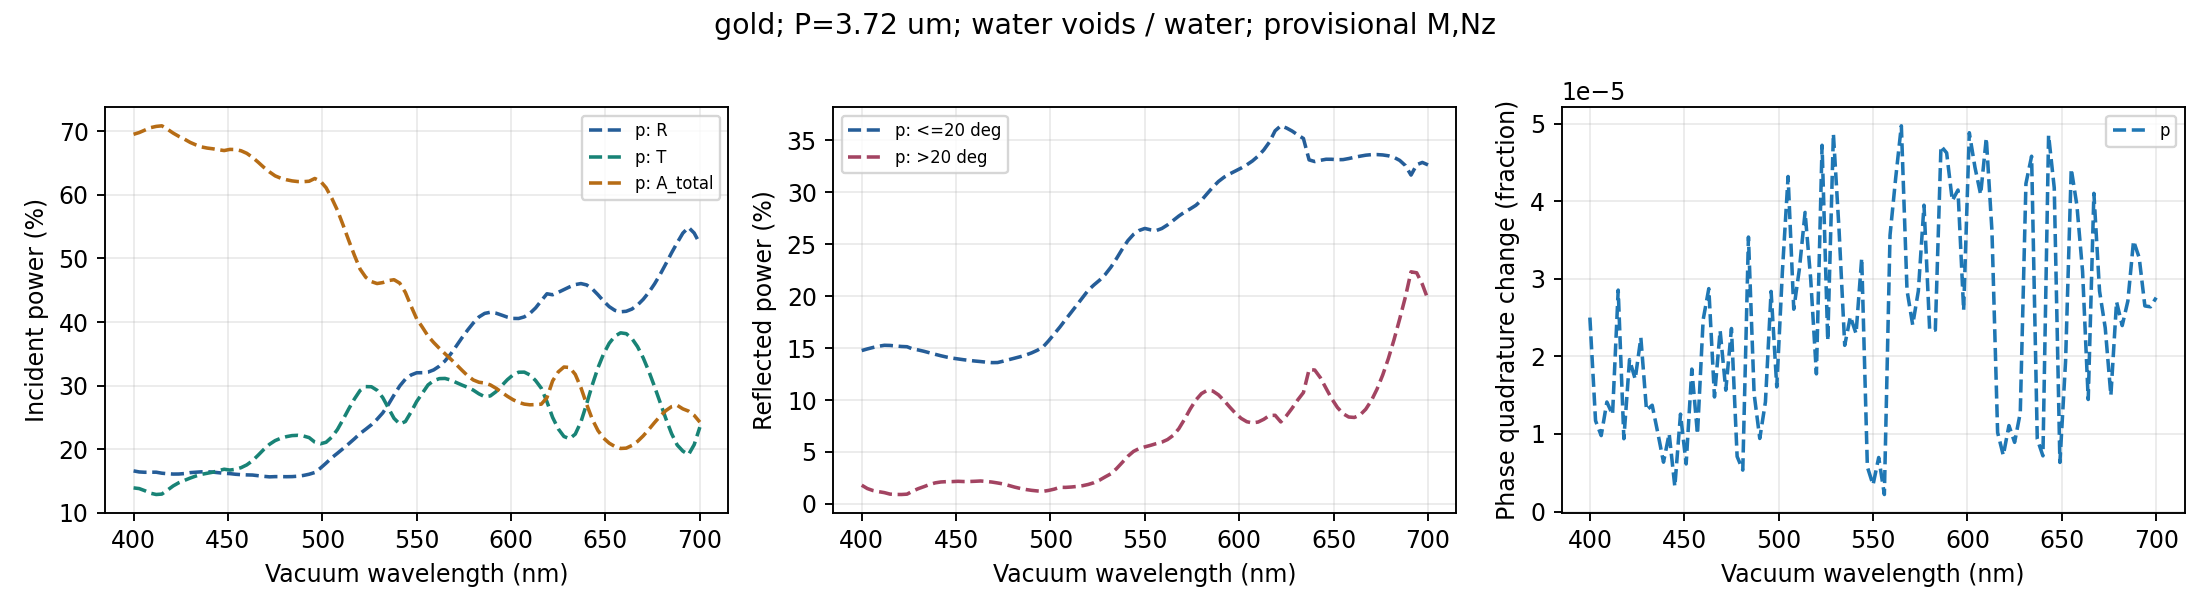 gold; P=3.72 um; water voids / water; provisional M,Nz
Incident power (%)
70
60
50
40
30
20
10
400 450 500 550 600 650 700
Vacuum wavelength (nm)
p: R
p: T
p: A_total
Reflected power (%)
35
30
25
20
15
10
5
0
400 450 500 550 600 650 700
Vacuum wavelength (nm)
p: <=20 deg
p: >20 deg
Phase quadrature change (fraction)
1e−5
5
4
3
2
1
0
400 450 500 550 600 650 700
Vacuum wavelength (nm)
p